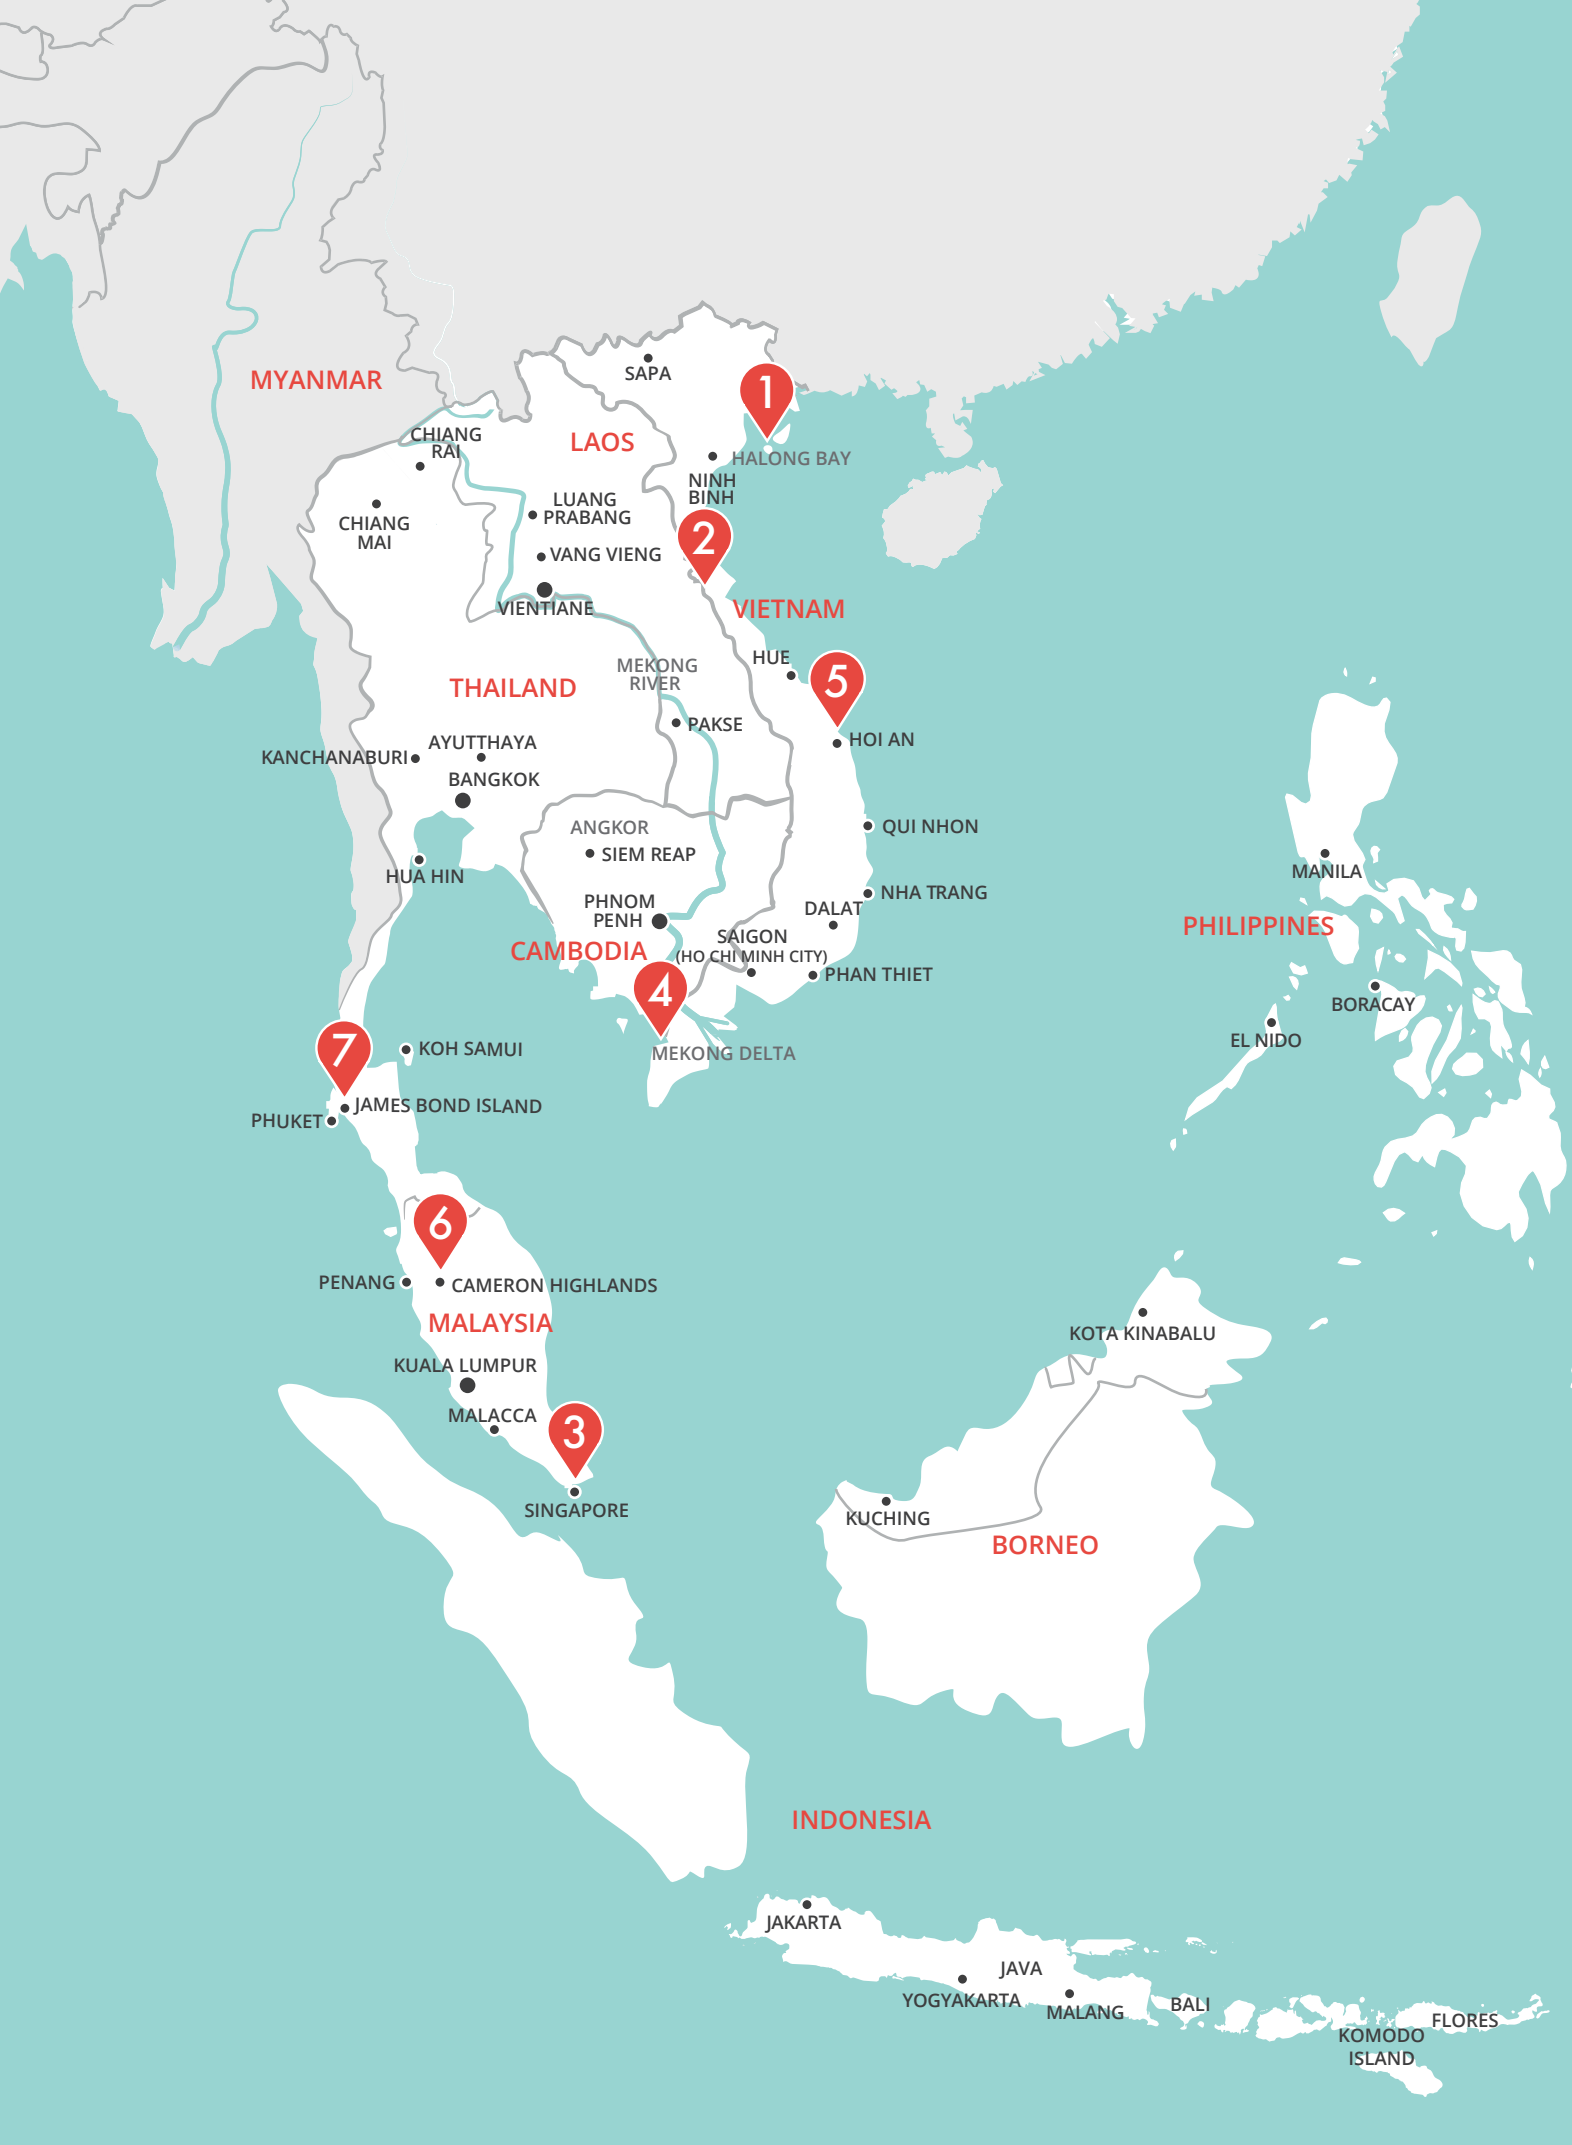 MYANMAR
SAPA
1
CHIANG
RAI
LAOS
HALONG BAY
NINH
BINH
LUANG
PRABANG
CHIANG
MAI
2
VANG VIENG
VIENTIANE
VIETNAM
HUE
MEKONG
RIVER
5
THAILAND
PAKSE
HOI AN
AYUTTHAYA
KANCHANABURI
BANGKOK
ANGKOR
QUI NHON
SIEM REAP
HUA HIN
MANILA
NHA TRANG
PHNOM
PENH
DALAT
PHILIPPINES
SAIGON
(HO CHI MINH CITY)
CAMBODIA
PHAN THIET
4
BORACAY
EL NIDO
7
KOH SAMUI
MEKONG DELTA
JAMES BOND ISLAND
PHUKET
6
PENANG
CAMERON HIGHLANDS
MALAYSIA
KOTA KINABALU
KUALA LUMPUR
MALACCA
3
SINGAPORE
KUCHING
BORNEO
INDONESIA
JAKARTA
JAVA
YOGYAKARTA
MALANG
BALI
FLORES
KOMODO
ISLAND